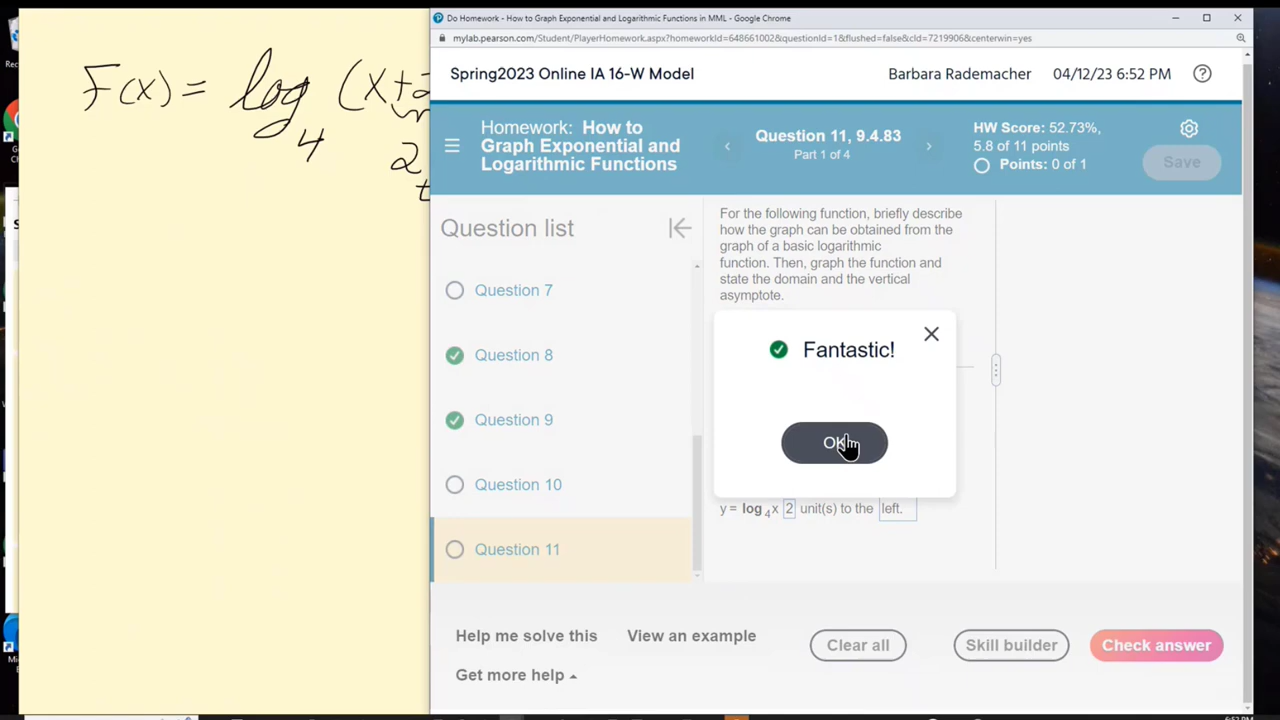 Do Homework - How to Graph Exponential and Logarithmic Functions in MML - Google Chrome
mylab.pearson.com/Student/PlayerHomework.aspx?homeworkId=648661002&questionId=1&flushed=false&cId=7219906&centerwin=yes
F(x) = log
4
(x+2
2
t
Spring2023 Online IA 16-W Model
Barbara Rademacher
04/12/23 6:52 PM
Homework: How to
Graph Exponential and
Logarithmic Functions
Question 11, 9.4.83
Part 1 of 4
HW Score: 52.73%,
5.8 of 11 points
Points: 0 of 1
Save
Question list
Question 7
Question 8
Question 9
Question 10
Question 11
For the following function, briefly describe
how the graph can be obtained from the
graph of a basic logarithmic
function. Then, graph the function and
state the domain and the vertical
asymptote.
Fantastic!
OK
y = log4x 2 unit(s) to the left.
Help me solve this
View an example
Get more help
Clear all
Skill builder
Check answer